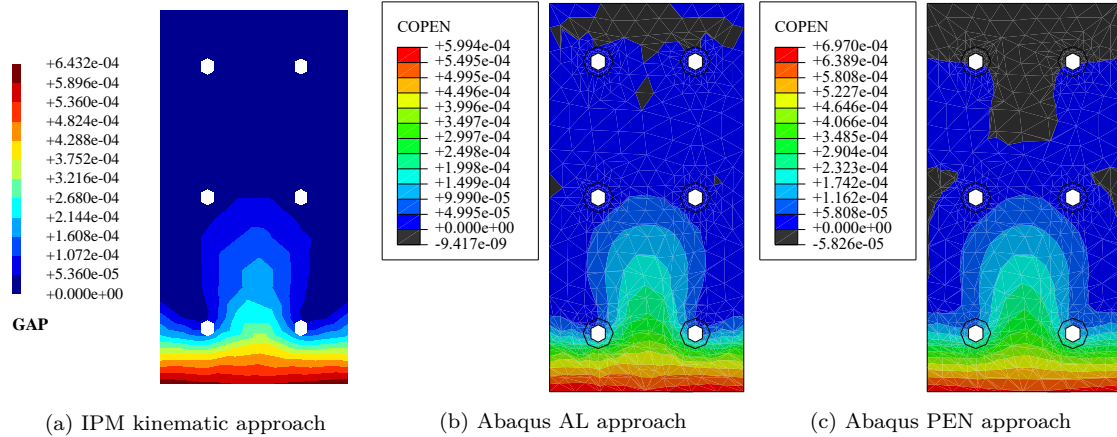 +6.432e-04
+5.896e-04
+5.360e-04
+4.824e-04
+4.288e-04
+3.752e-04
+3.216e-04
+2.680e-04
+2.144e-04
+1.608e-04
+1.072e-04
+5.360e-05
+0.000e+00
GAP
(a) IPM kinematic approach
COPEN
+5.994e-04
+5.495e-04
+4.995e-04
+4.496e-04
+3.996e-04
+3.497e-04
+2.997e-04
+2.498e-04
+1.998e-04
+1.499e-04
+9.990e-05
+4.995e-05
+0.000e+00
-9.417e-09
(b) Abaqus AL approach
COPEN
+6.970e-04
+6.389e-04
+5.808e-04
+5.227e-04
+4.646e-04
+4.066e-04
+3.485e-04
+2.904e-04
+2.323e-04
+1.742e-04
+1.162e-04
+5.808e-05
+0.000e+00
-5.826e-05
(c) Abaqus PEN approach